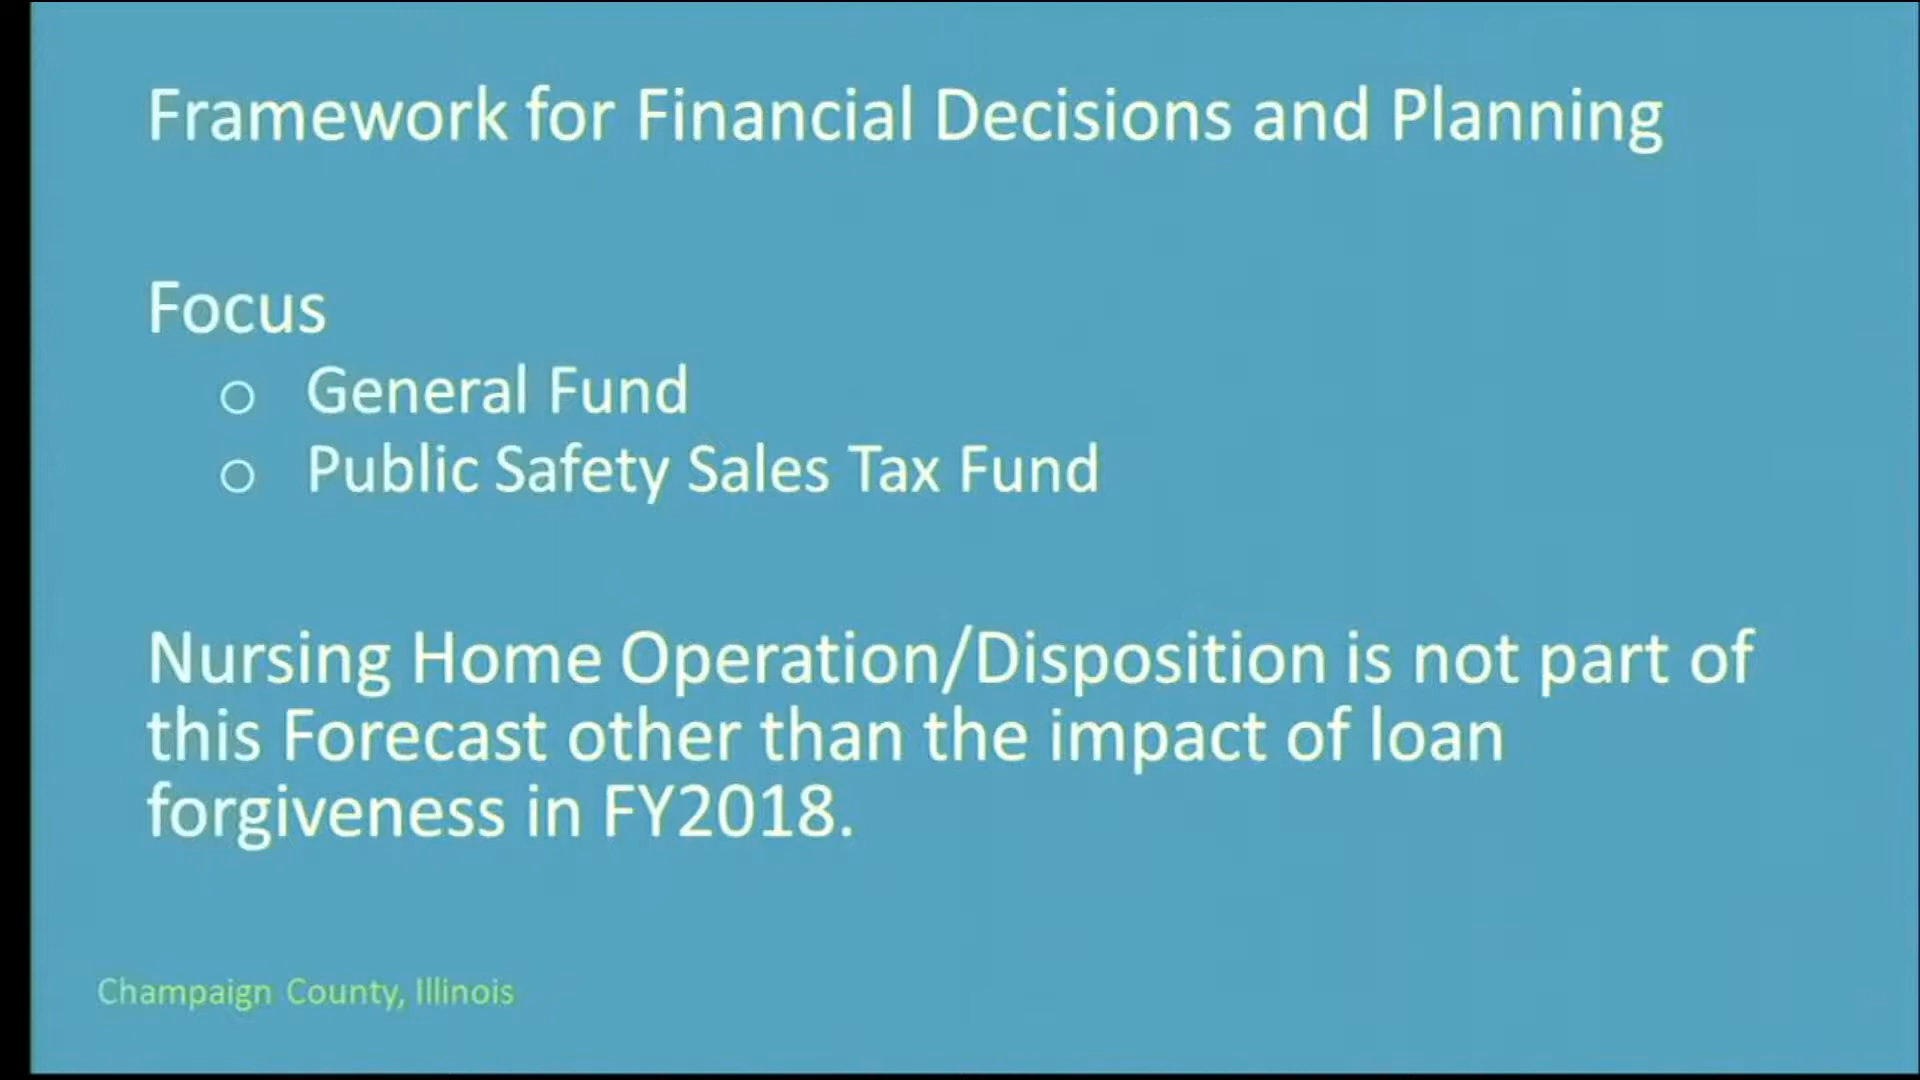 Framework for Financial Decisions and Planning
Focus
o General Fund
o Public Safety Sales Tax Fund
Nursing Home Operation/Disposition is not part of
this Forecast other than the impact of loan
forgiveness in FY2018.
Champaign County, Illinois